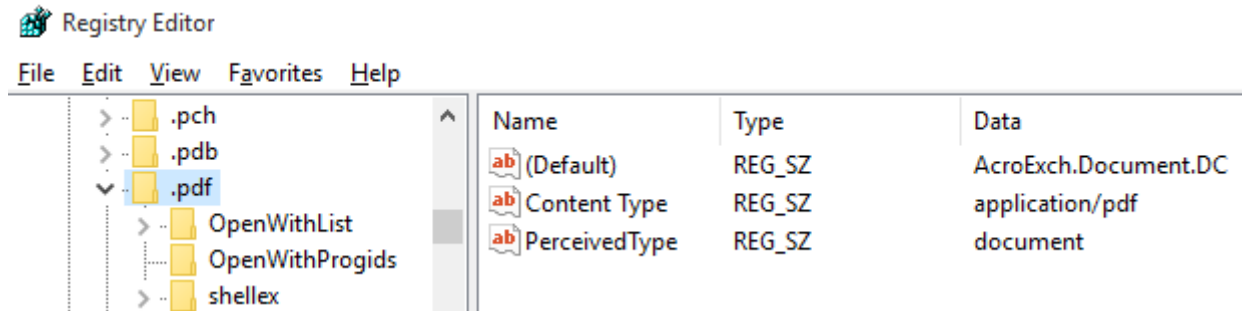 Registry Editor
File Edit View Favorites Help
.pch
.pdb
.pdf
OpenWithList
OpenWithProgids
shellex
Name Type Data
(Default) REG_SZ AcroExch.Document.DC
Content Type REG_SZ application/pdf
PerceivedType REG_SZ document